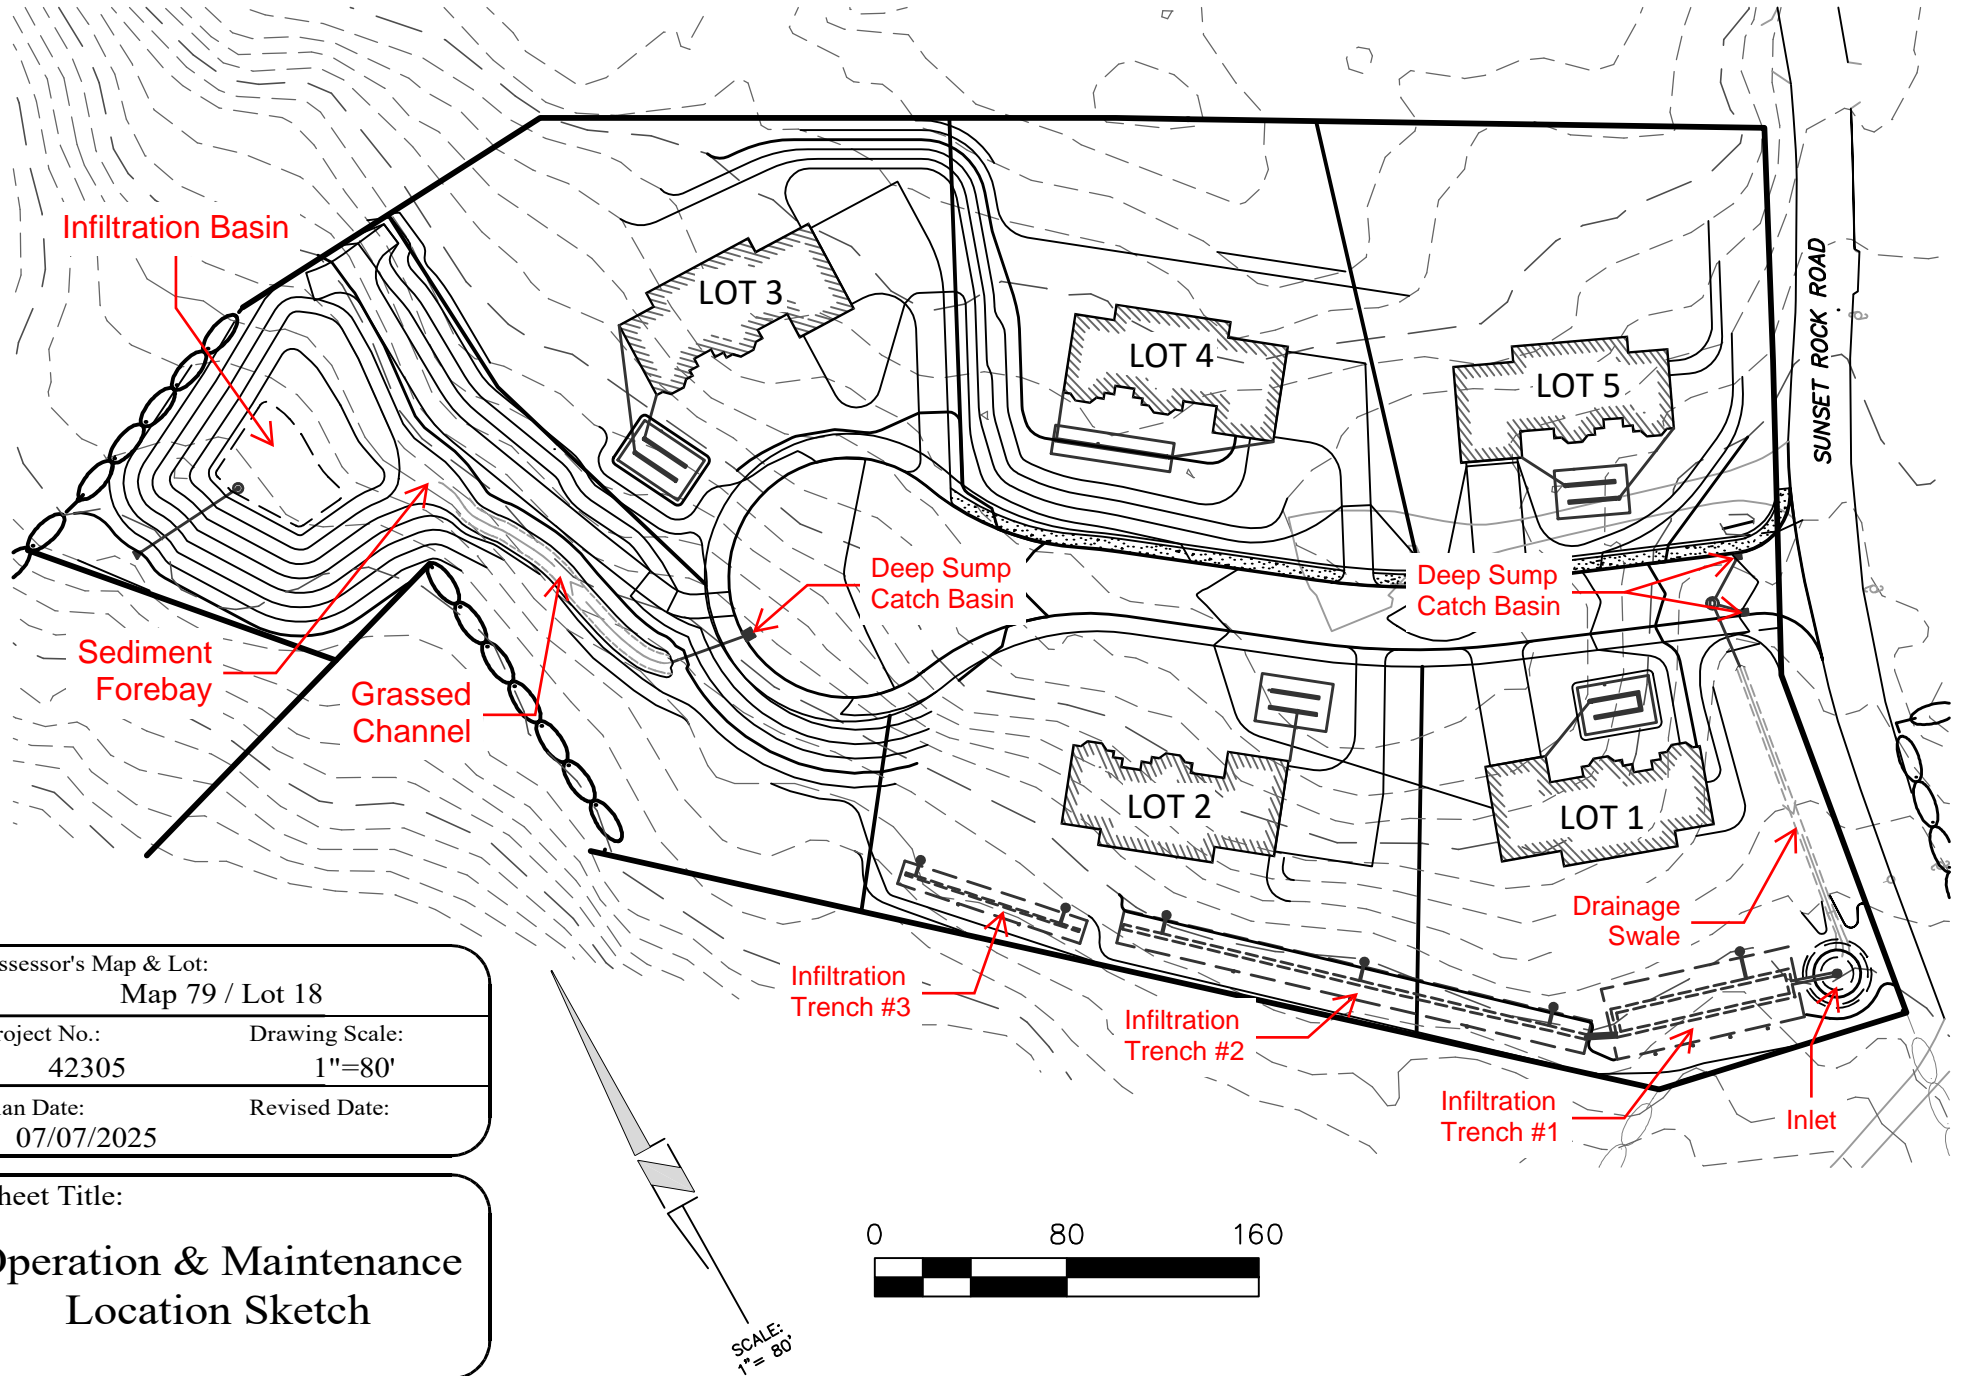 Infiltration Basin
LOT 3
LOT 4
LOT 5
SUNSET ROCK ROAD
Deep Sump
Catch Basin
Deep Sump
Catch Basin
Sediment
Forebay
Grassed
Channel
LOT 2
LOT 1
Drainage
Swale
Infiltration
Trench #3
Infiltration
Trench #2
Infiltration
Trench #1
Inlet
ssessor's Map & Lot:
Map 79 / Lot 18
roject No.:
42305
Drawing Scale:
1"=80'
lan Date:
07/07/2025
Revised Date:
heet Title:
Operation & Maintenance
Location Sketch
SCALE:
1"= 80'
0 80 160